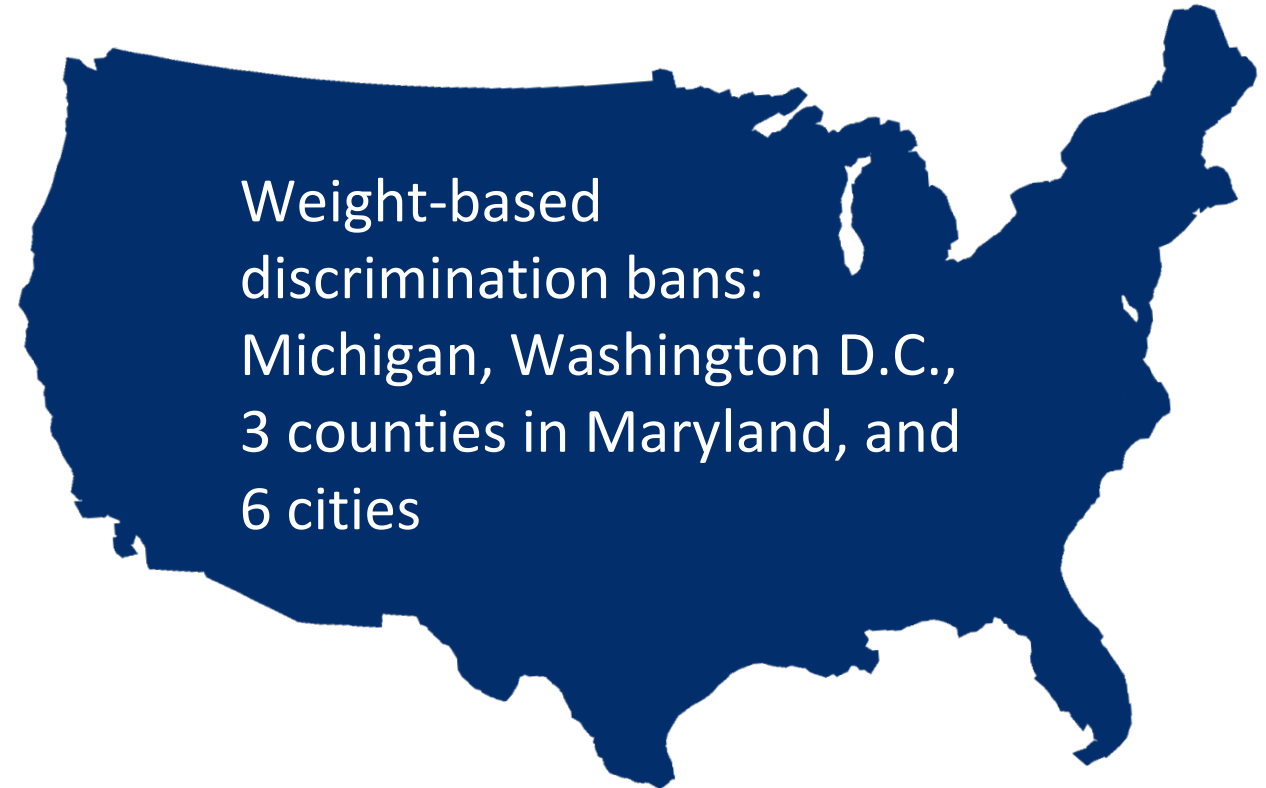 Weight-based
discrimination bans:
Michigan, Washington D.C.,
3 counties in Maryland, and
6 cities